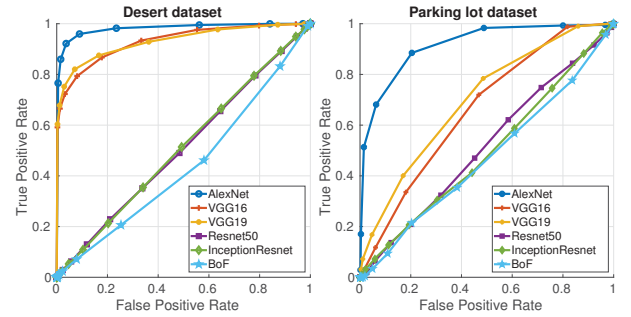 Desert dataset
1
0.8
0.6
0.4
0.2
0
True Positive Rate
0
0.2
0.4
0.6
0.8
1
False Positive Rate
AlexNet
VGG16
VGG19
Resnet50
InceptionResnet
BoF
Parking lot dataset
1
0.8
0.6
0.4
0.2
0
True Positive Rate
0
0.2
0.4
0.6
0.8
1
False Positive Rate
AlexNet
VGG16
VGG19
Resnet50
InceptionResnet
BoF